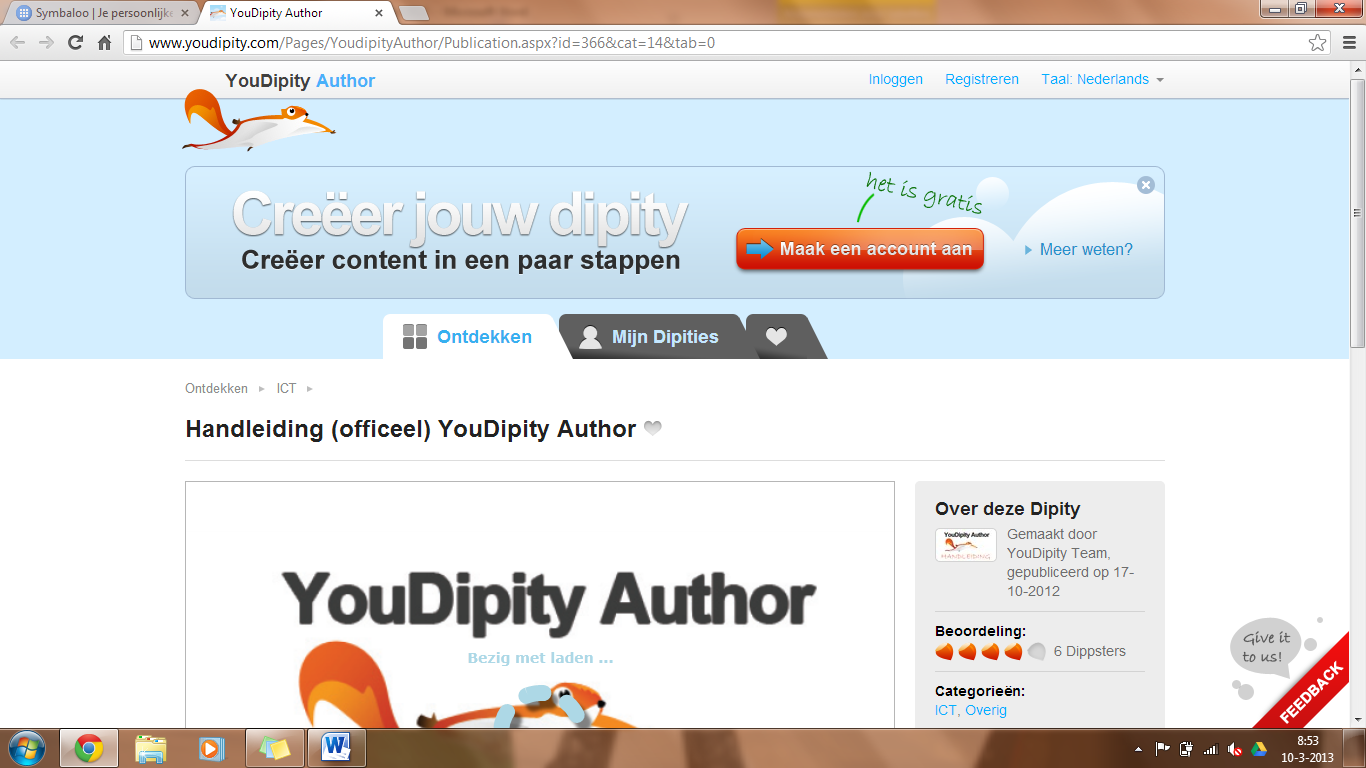 Symbaloo | Je persoonlijke
YouDipity Author
www.youdipity.com/Pages/YoudipityAuthor/Publication.aspx?id=366&cat=14&tab=0
YouDipity Author
Inloggen
Registreren
Taal: Nederlands
Creëer jouw dipity
Creëer content in een paar stappen
het is gratis
Maak een account aan
Meer weten?
Ontdekken
Mijn Dipities
Ontdekken
ICT
Handleiding (officeel) YouDipity Author
YouDipity Author
Bezig met laden ...
Over deze Dipity
YouDipity Author
HANDLEIDING
Gemaakt door
YouDipity Team,
gepubliceerd op 17-
10-2012
Beoordeling:
6 Dippsters
Categorieën:
ICT, Overig
Give it
to us!
FEEDBACK
8:53
10-3-2013